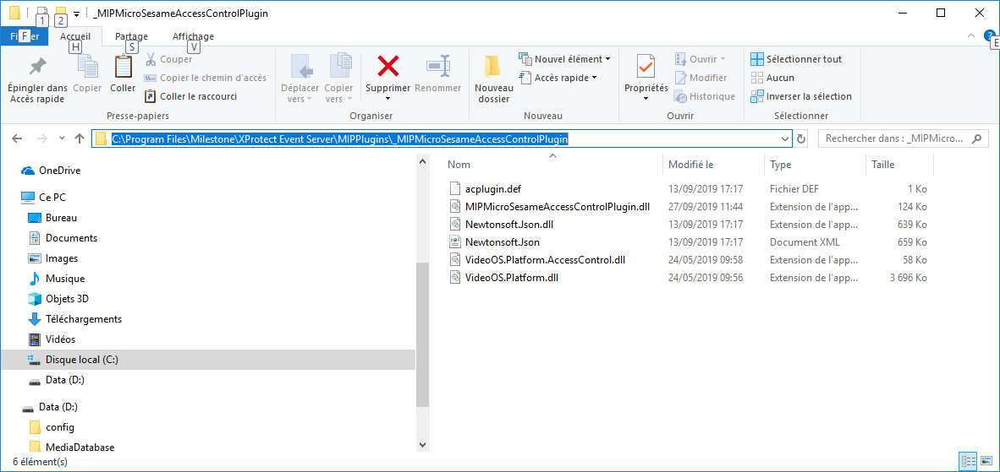 1 2 _MIPMicroSesameAccessControlPlugin
F Accueil Partage Affichage
H S V E
Épingler dans Accès rapide
Copier
Coller
Couper
Copier le chemin d'accès
Coller le raccourci
Presse-papiers
Déplacer vers
Copier vers
Supprimer
Renommer
Organiser
Nouveau dossier
Nouvel élément
Accès rapide
Nouveau
Propriétés
Ouvrir
Modifier
Historique
Ouvrir
Sélectionner tout
Aucun
Inverser la sélection
Sélectionner
C:\Program Files\Milestone\XProtect Event Server\MIPPlugins\_MIPMicroSesameAccessControlPlugin
Rechercher dans : _MIPMicro...
OneDrive
Ce PC
Bureau
Documents
Images
Musique
Objets 3D
Téléchargements
Vidéos
Disque local (C:)
Data (D:)
Data (D:)
config
MediaDatabase
Nom Modifié le Type Taille
acplugin.def 13/09/2019 17:17 Fichier DEF 1 Ko
MIPMicroSesameAccessControlPlugin.dll 27/09/2019 11:44 Extension de l'app... 124 Ko
Newtonsoft.Json.dll 13/09/2019 17:17 Extension de l'app... 639 Ko
Newtonsoft.Json 13/09/2019 17:17 Document XML 659 Ko
VideoOS.Platform.AccessControl.dll 24/05/2019 09:58 Extension de l'app... 58 Ko
VideoOS.Platform.dll 24/05/2019 09:56 Extension de l'app... 3 696 Ko
6 élément(s)